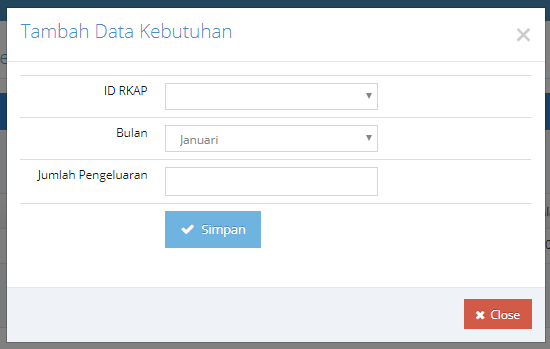 Tambah Data Kebutuhan
ID RKAP
Bulan
Januari
Jumlah Pengeluaran
Simpan
Close